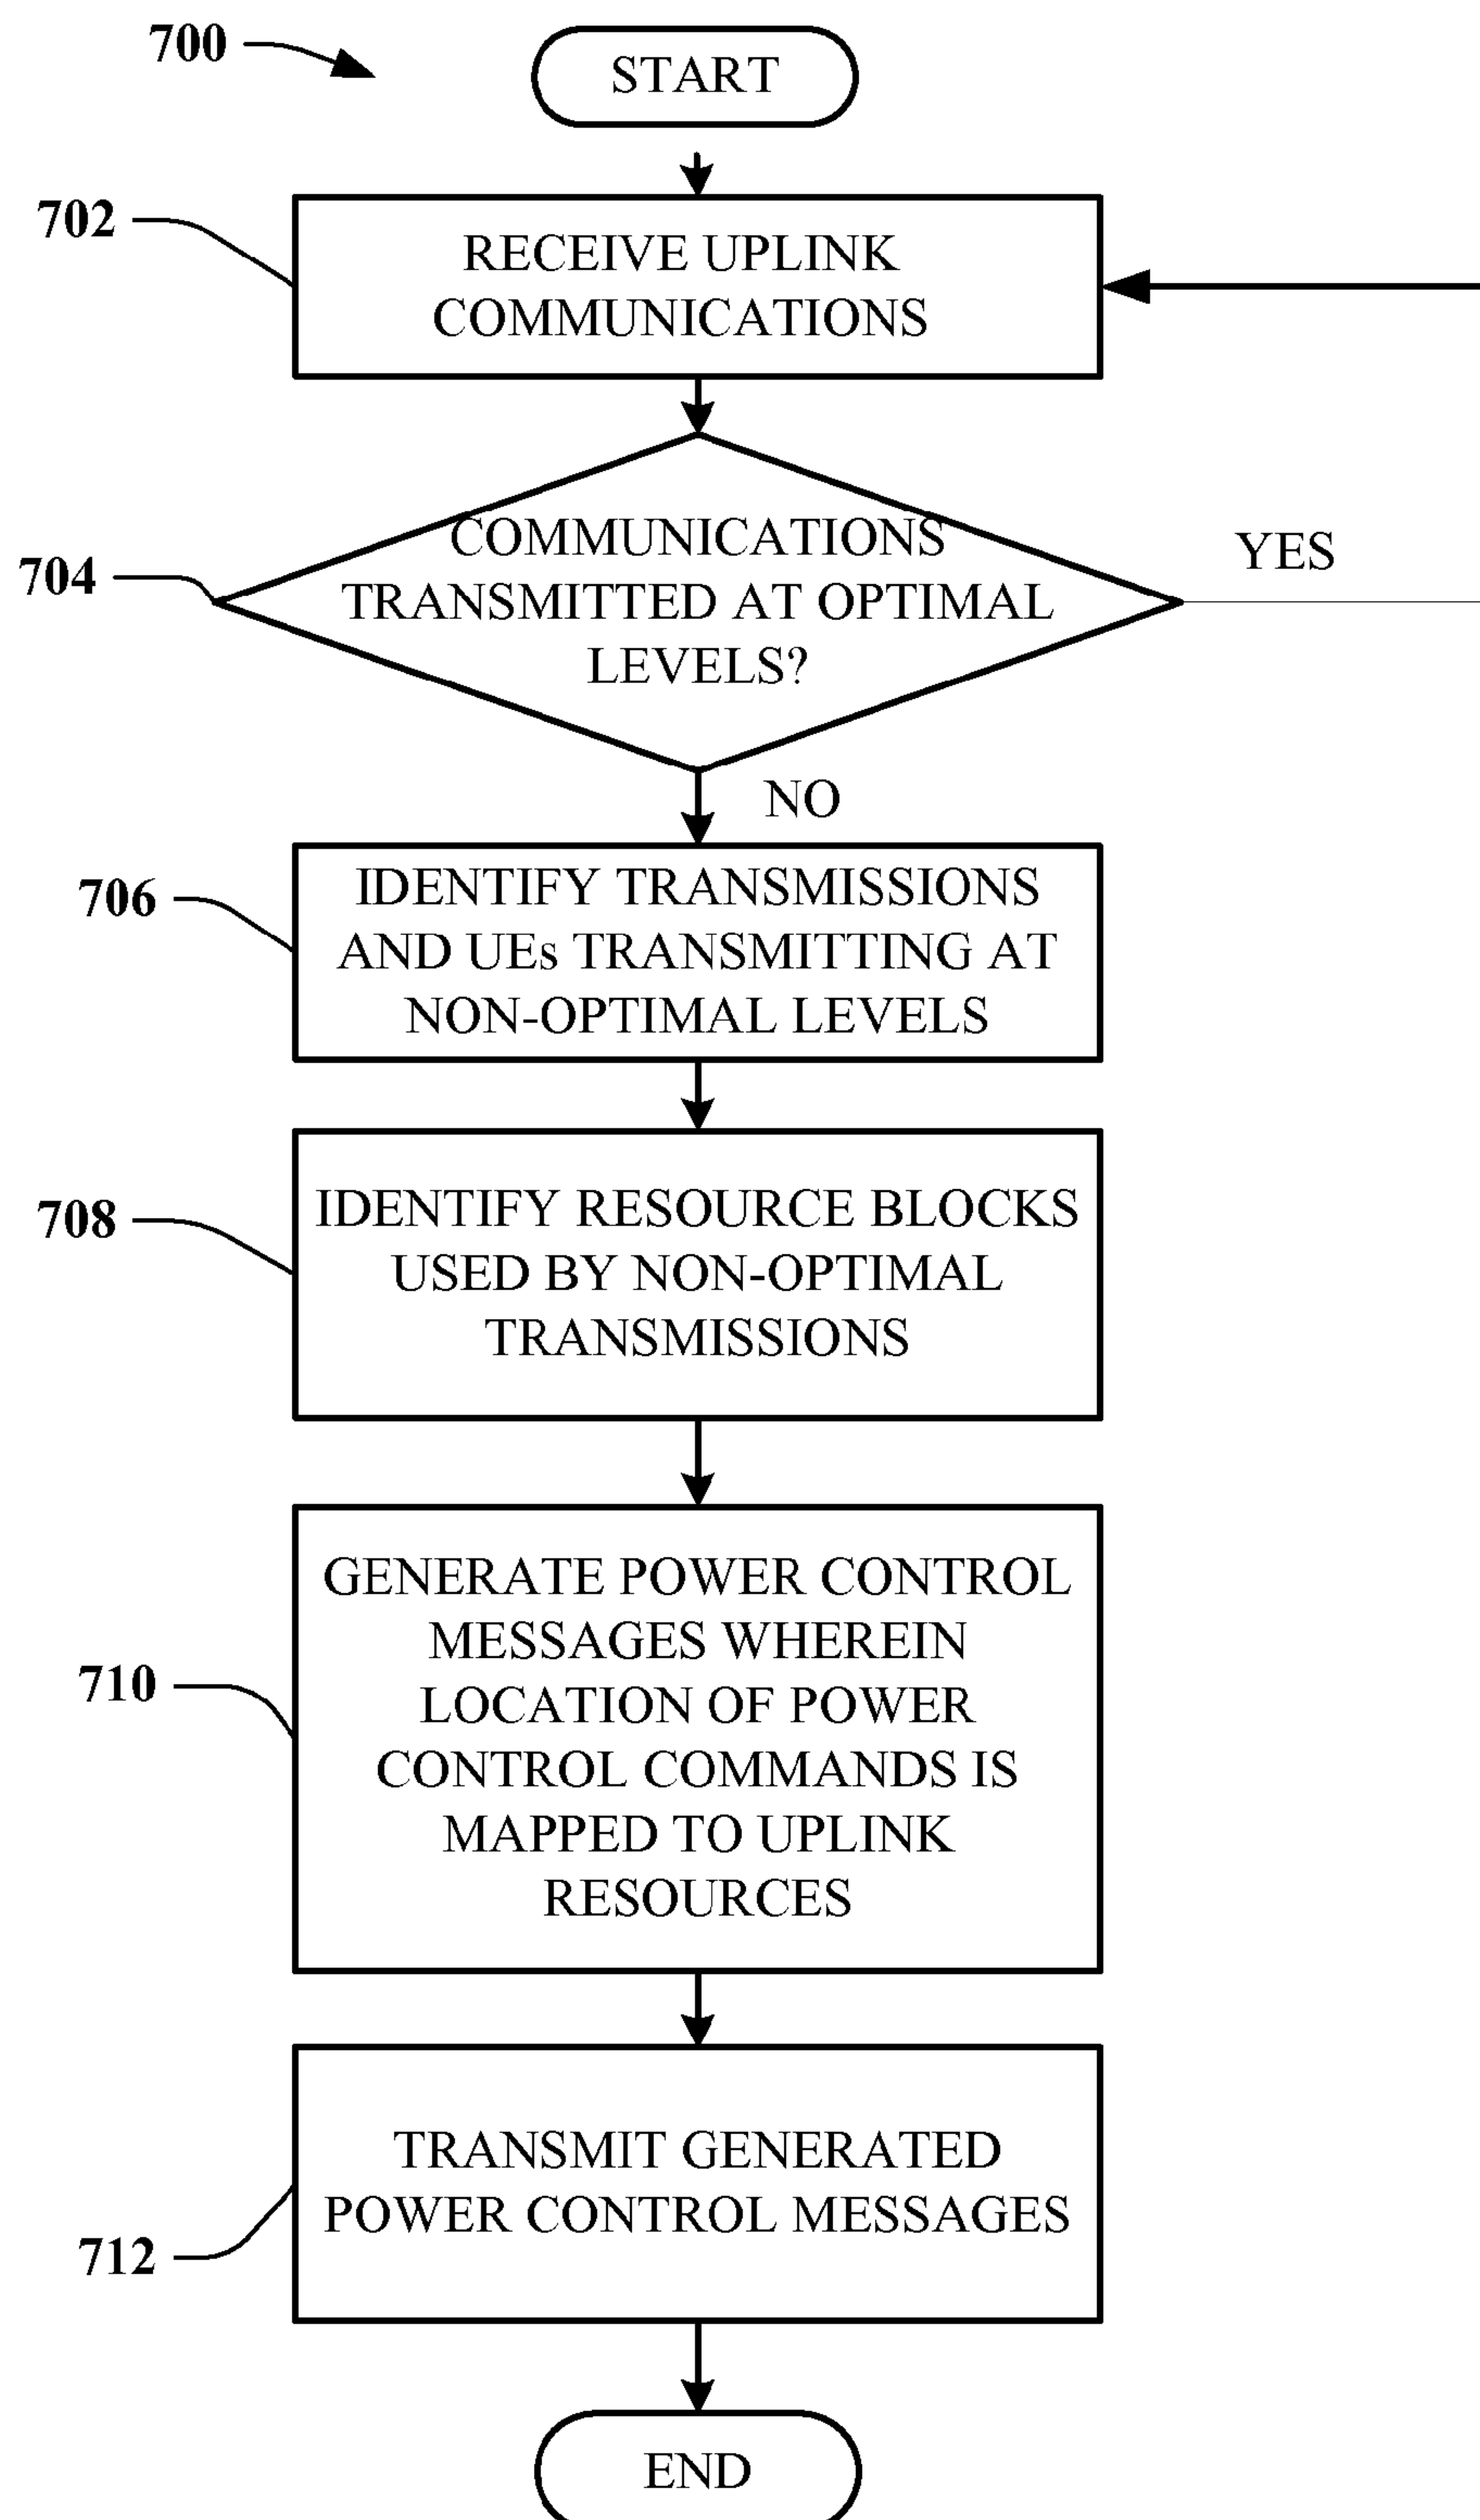 700
START
702
RECEIVE UPLINK
COMMUNICATIONS
704
COMMUNICATIONS
TRANSMITTED AT OPTIMAL
LEVELS?
YES
NO
706
IDENTIFY TRANSMISSIONS
AND UEs TRANSMITTING AT
NON-OPTIMAL LEVELS
708
IDENTIFY RESOURCE BLOCKS
USED BY NON-OPTIMAL
TRANSMISSIONS
710
GENERATE POWER CONTROL
MESSAGES WHEREIN
LOCATION OF POWER
CONTROL COMMANDS IS
MAPPED TO UPLINK
RESOURCES
712
TRANSMIT GENERATED
POWER CONTROL MESSAGES
END